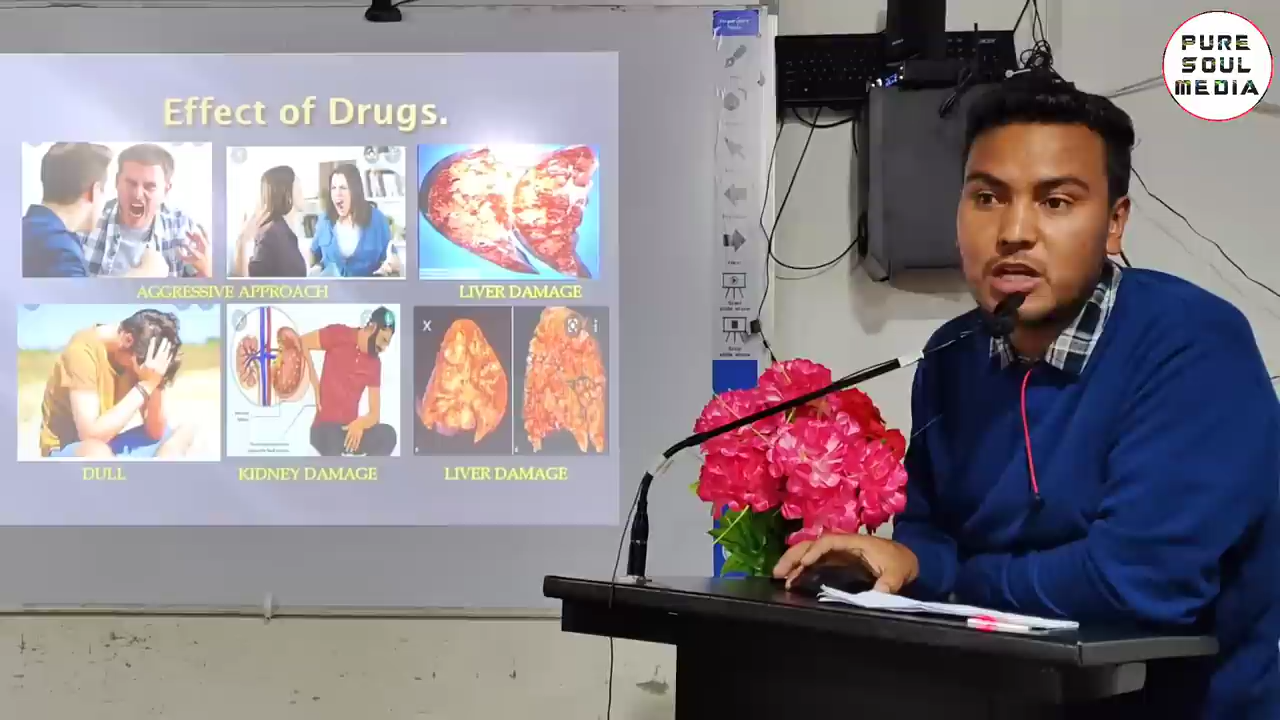 Effect of Drugs.
AGGRESSIVE APPROACH
LIVER DAMAGE
DULL
KIDNEY DAMAGE
X
LIVER DAMAGE
PURE
SOUL
MEDIA